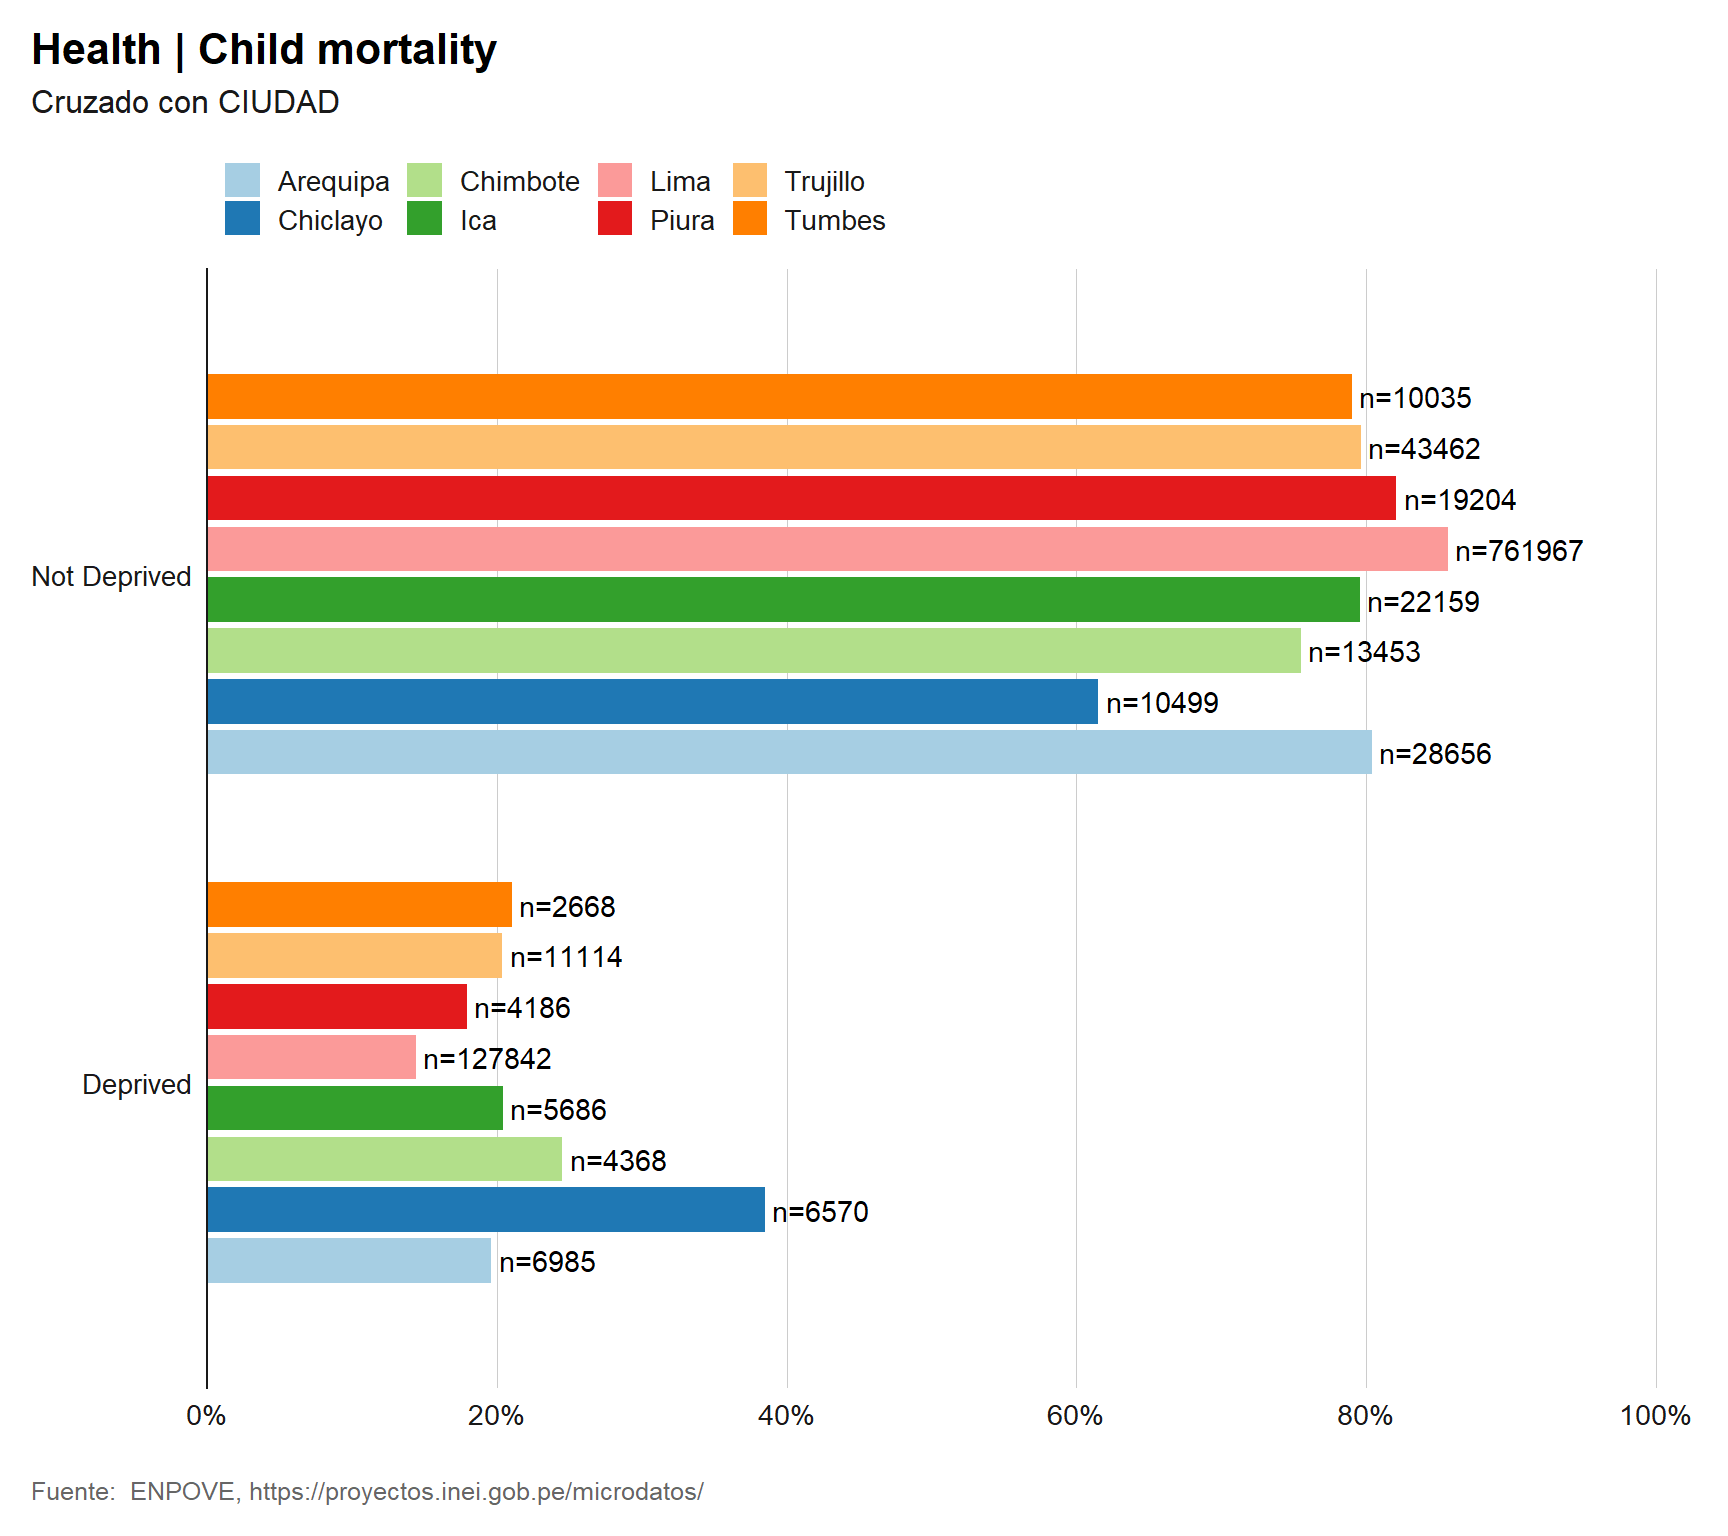 Health | Child mortality
Cruzado con CIUDAD
Arequipa Chimbote Lima Trujillo
Chiclayo Ica Piura Tumbes
n=10035
n=43462
n=19204
n=761967
Not Deprived
n=22159
n=13453
n=10499
n=28656
n=2668
n=11114
n=4186
n=127842
Deprived
n=5686
n=4368
n=6570
n=6985
0% 20% 40% 60% 80% 100%
Fuente: ENPOVE, https://proyectos.inei.gob.pe/microdatos/